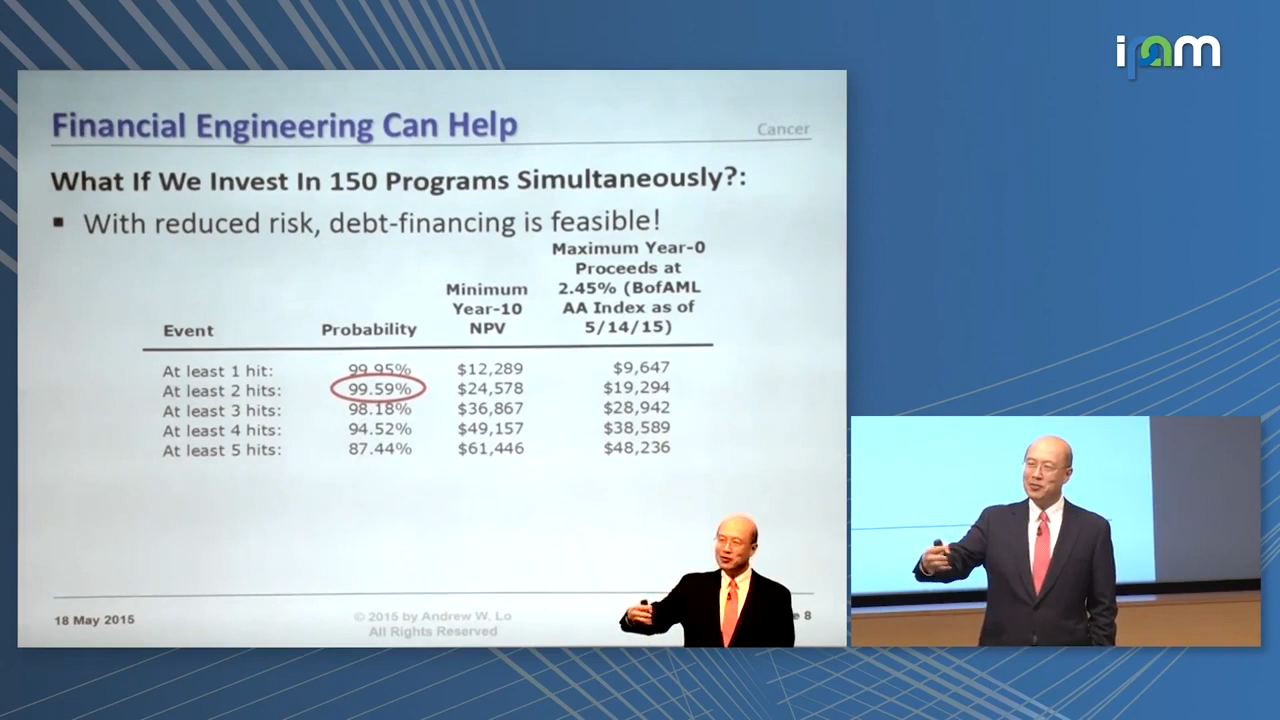 ipam
Financial Engineering Can Help
Cancer
What If We Invest In 150 Programs Simultaneously?:
▪ With reduced risk, debt-financing is feasible!
Event Probability Minimum Year-10 NPV Maximum Year-0 Proceeds at 2.45% (BofAML AA Index as of 5/14/15)
At least 1 hit: 99.95% $12,289 $9,647
At least 2 hits: 99.59% $24,578 $19,294
At least 3 hits: 98.18% $36,867 $28,942
At least 4 hits: 94.52% $49,157 $38,589
At least 5 hits: 87.44% $61,446 $48,236
18 May 2015
© 2015 by Andrew W. Lo
All Rights Reserved
e 8